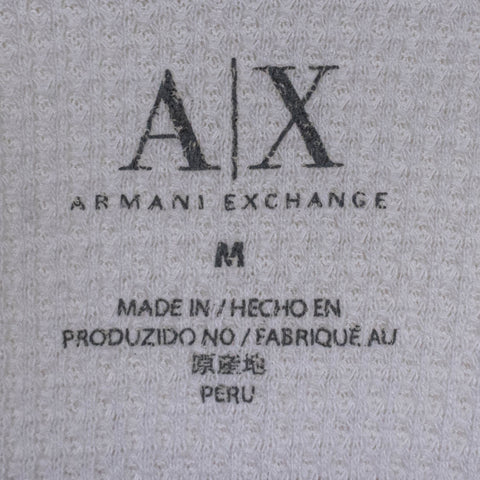 A|X
ARMANI EXCHANGE
M
MADE IN / HECHO EN
PRODUZIDO NO / FABRIQUÉ AU
原産地
PERU